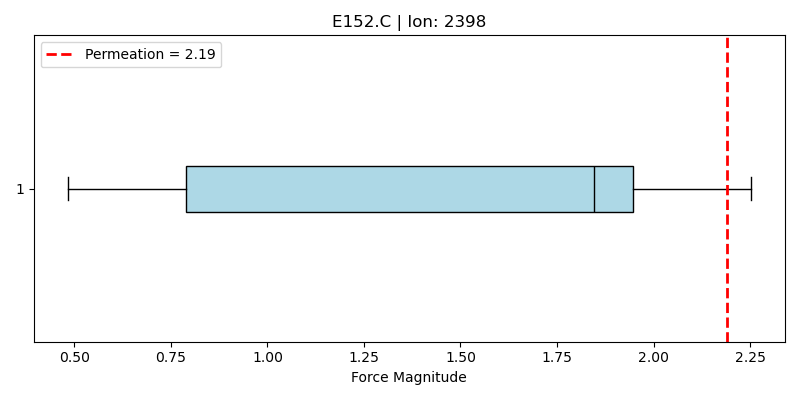 E152.C | Ion: 2398
Permeation = 2.19
1
0.50 0.75 1.00 1.25 1.50 1.75 2.00 2.25
Force Magnitude